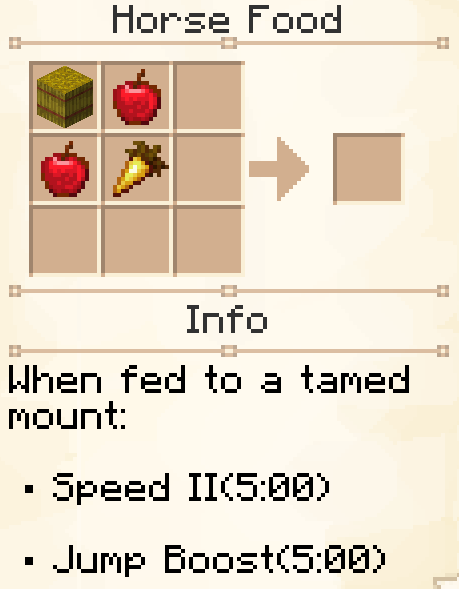 Horse Food
Info
When fed to a tamed
mount:
▪ Speed II(5:00)
▪ Jump Boost(5:00)